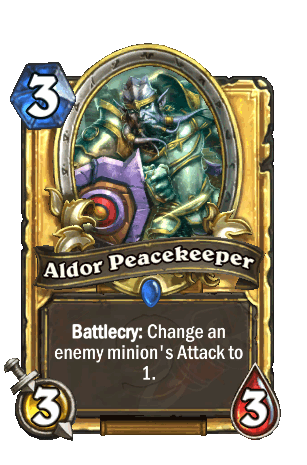 3
Aldor Peacekeeper
Battlecry: Change an
enemy minion's Attack to
1.
3
3